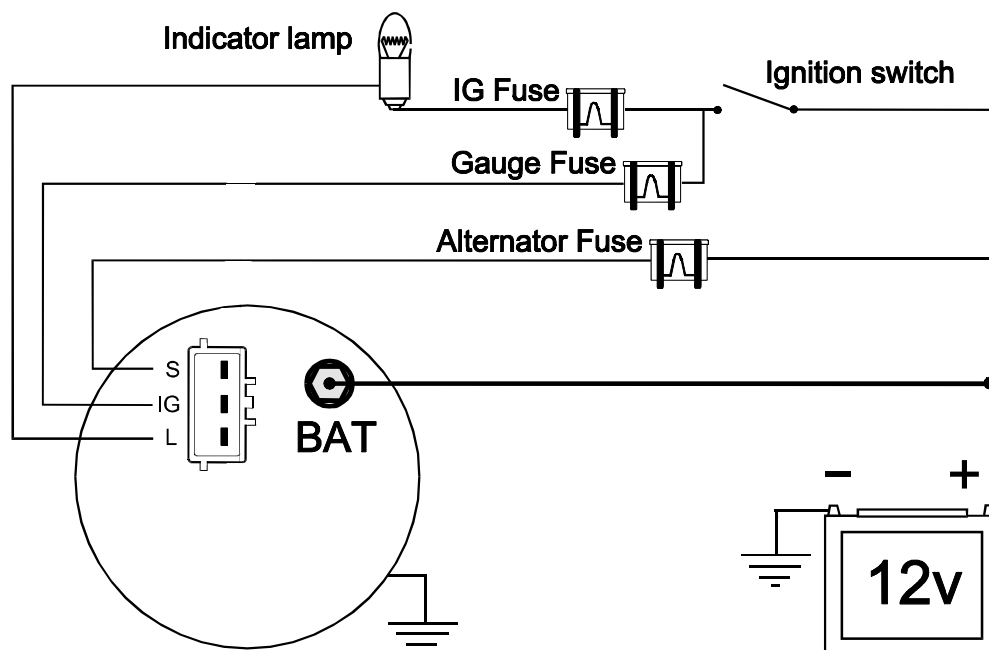 Indicator lamp
IG Fuse
Ignition switch
Gauge Fuse
Alternator Fuse
S
IG
L
BAT
− +
12v